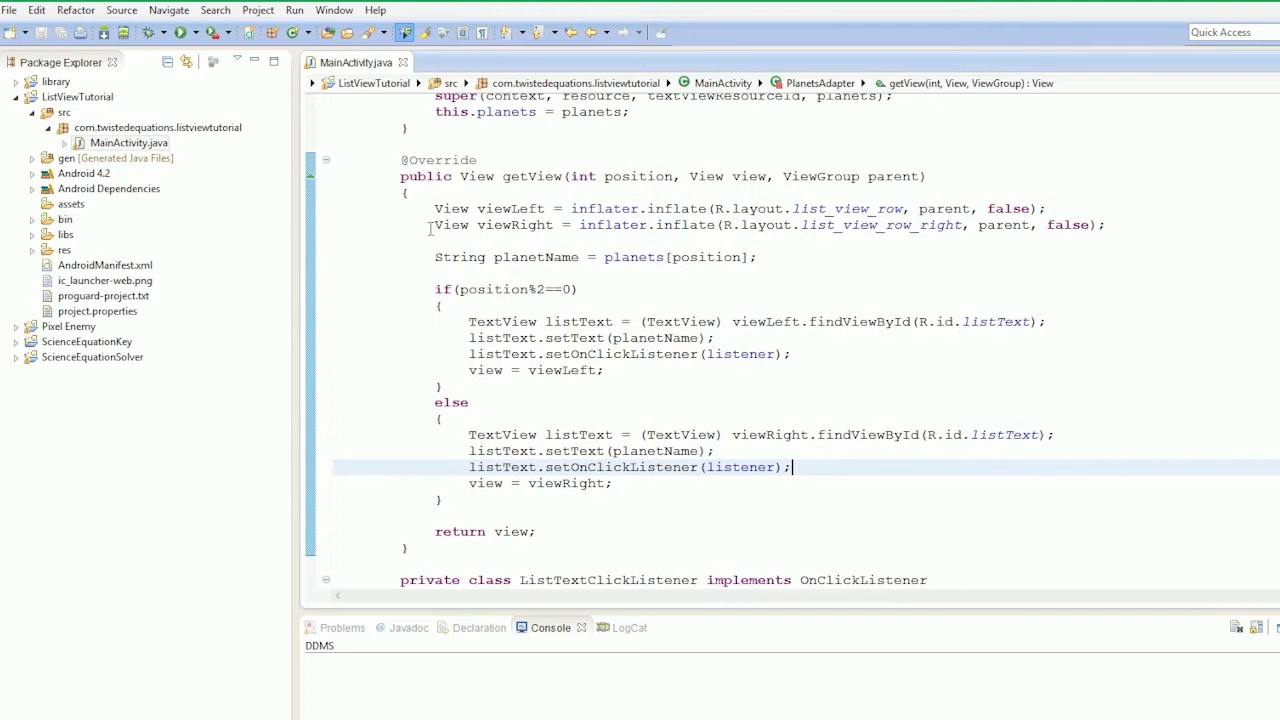 File Edit Refactor Source Navigate Search Project Run Window Help
Quick Access
Package Explorer
MainActivity.java
ListViewTutorial src com.twistedequations.listviewtutorial MainActivity PlanetsAdapter getView(int, View, ViewGroup) : View
library
ListViewTutorial
src
com.twistedequations.listviewtutorial
MainActivity.java
gen [Generated Java Files]
Android 4.2
Android Dependencies
assets
bin
libs
res
AndroidManifest.xml
ic_launcher-web.png
proguard-project.txt
project.properties
Pixel Enemy
ScienceEquationKey
ScienceEquationSolver
super(context, resource, textViewResourceId, planets);
this.planets = planets;
}
@Override
public View getView(int position, View view, ViewGroup parent)
{
View viewLeft = inflater.inflate(R.layout.list_view_row, parent, false);
View viewRight = inflater.inflate(R.layout.list_view_row_right, parent, false);
String planetName = planets[position];
if(position%2==0)
{
TextView listText = (TextView) viewLeft.findViewById(R.id.listText);
listText.setText(planetName);
listText.setOnClickListener(listener);
view = viewLeft;
}
else
{
TextView listText = (TextView) viewRight.findViewById(R.id.listText);
listText.setText(planetName);
listText.setOnClickListener(listener);
view = viewRight;
}
return view;
}
private class ListTextClickListener implements OnClickListener
Problems @ Javadoc Declaration Console LogCat
DDMS